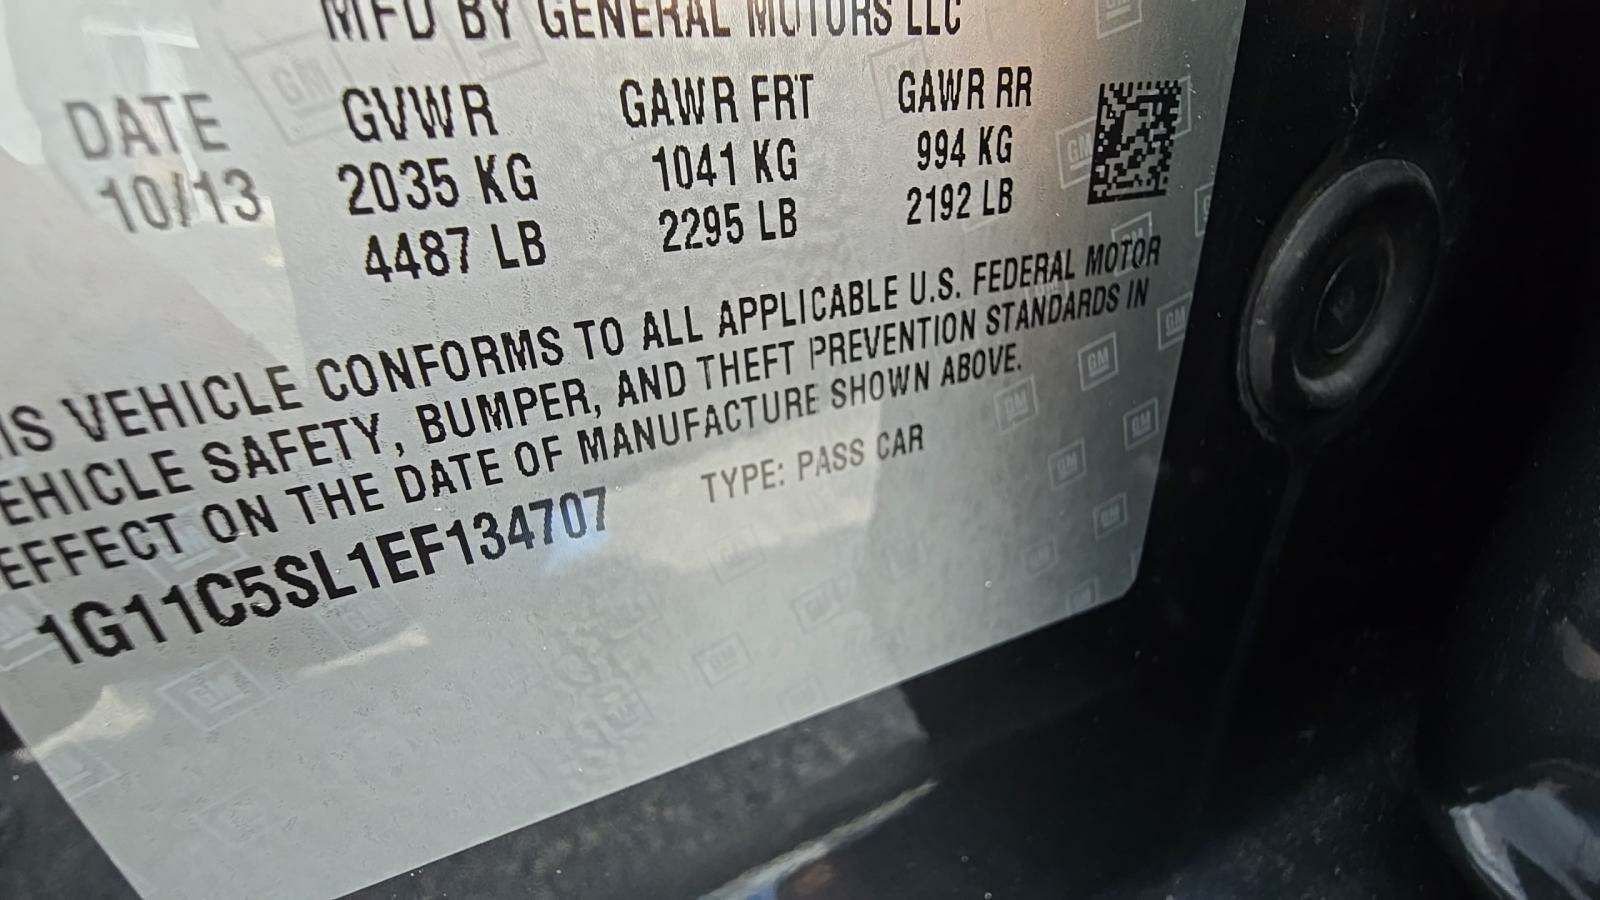 MFD BY GENERAL MOTORS LLC
DATE GVWR GAWR FRT GAWR RR
10/13 2035 KG 1041 KG 994 KG
4487 LB 2295 LB 2192 LB
IS VEHICLE CONFORMS TO ALL APPLICABLE U.S. FEDERAL MOTOR
EHICLE SAFETY, BUMPER, AND THEFT PREVENTION STANDARDS IN
EFFECT ON THE DATE OF MANUFACTURE SHOWN ABOVE.
1G11C5SL1EF134707 TYPE: PASS CAR